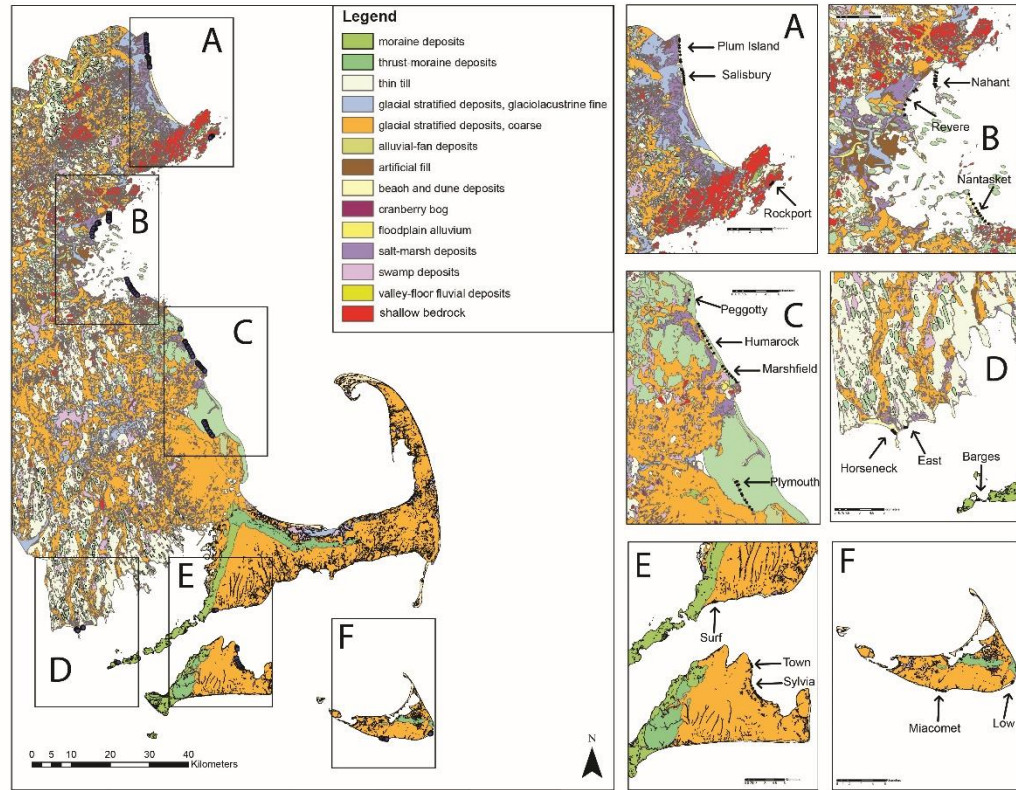 Legend
moraine deposits
thrust-moraine deposits
thin till
glacial stratified deposits, glaciolacustrine fine
glacial stratified deposits, coarse
alluvial-fan deposits
artificial fill
beach and dune deposits
cranberry bog
floodplain alluvium
salt-marsh deposits
swamp deposits
valley-floor fluvial deposits
shallow bedrock
A
B
C
D
E
F
0 5 10 20 30 40
Kilometers
N
A
Plum Island
Salisbury
Rockport
B
Nahant
Revere
Nantasket
C
Peggotty
Humarock
Marshfield
Plymouth
D
Horseneck
East
Barges
E
Surf
Town
Sylvia
F
Miacomet
Low